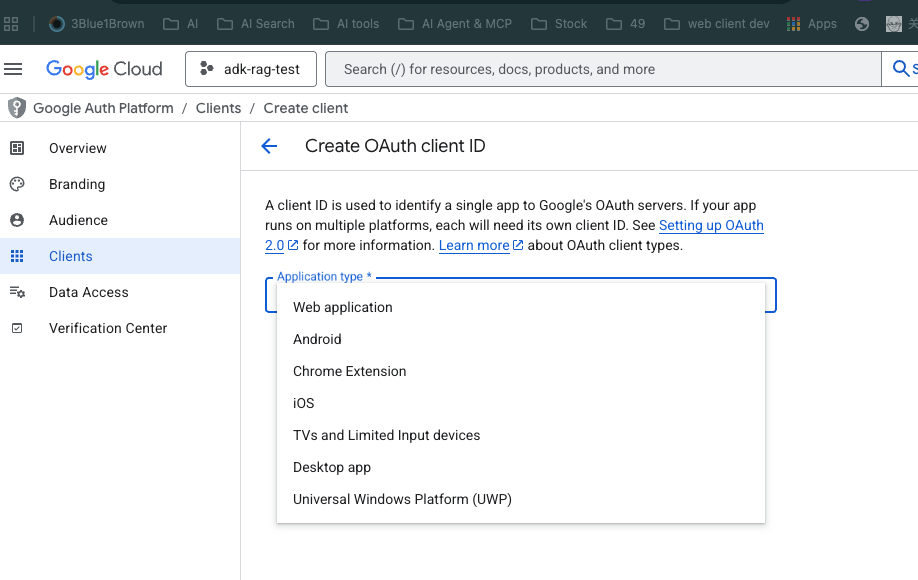 3Blue1Brown AI AI Search AI tools AI Agent & MCP Stock 49 web client dev Apps
Google Cloud adk-rag-test Search (/) for resources, docs, products, and more
Google Auth Platform / Clients / Create client
Overview
Branding
Audience
Clients
Data Access
Verification Center
Create OAuth client ID
A client ID is used to identify a single app to Google's OAuth servers. If your app
runs on multiple platforms, each will need its own client ID. See Setting up OAuth
2.0 for more information. Learn more about OAuth client types.
Application type *
Web application
Android
Chrome Extension
iOS
TVs and Limited Input devices
Desktop app
Universal Windows Platform (UWP)